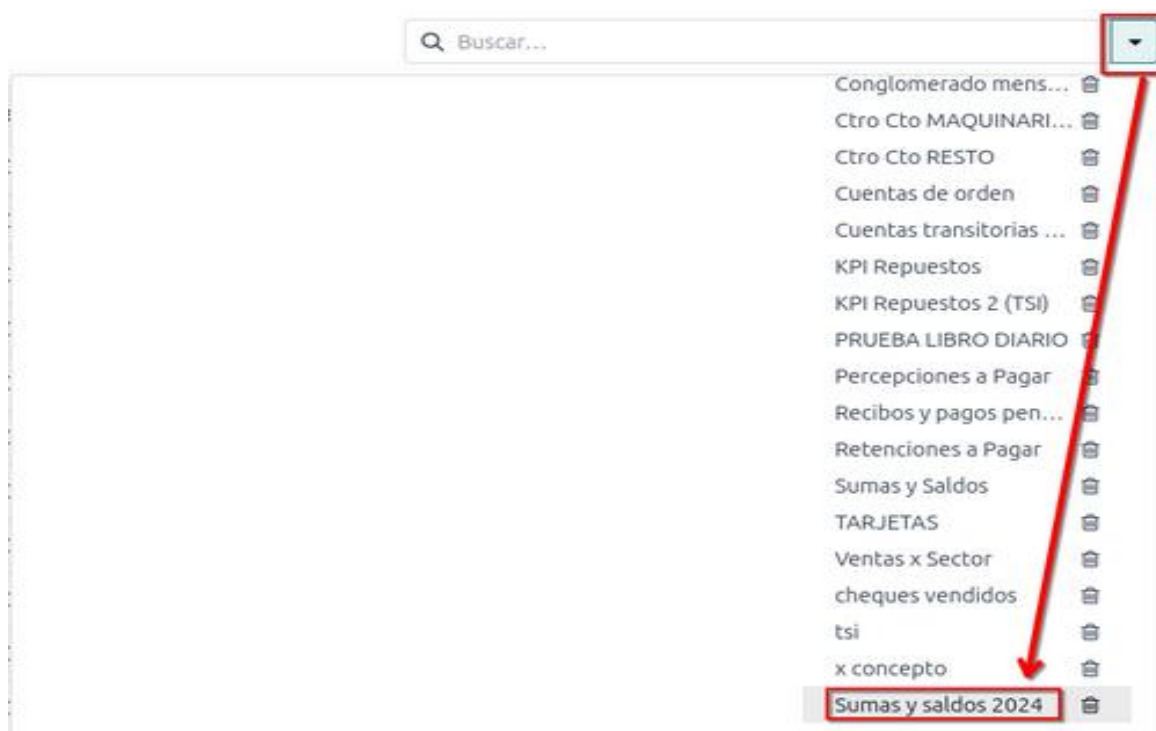 Buscar...
Conglomerado mens...
Ctro Cto MAQUINARI...
Ctro Cto RESTO
Cuentas de orden
Cuentas transitorias ...
KPI Repuestos
KPI Repuestos 2 (TSI)
PRUEBA LIBRO DIARIO
Percepciones a Pagar
Recibos y pagos pen...
Retenciones a Pagar
Sumas y Saldos
TARJETAS
Ventas x Sector
cheques vendidos
tsi
x concepto
Sumas y saldos 2024